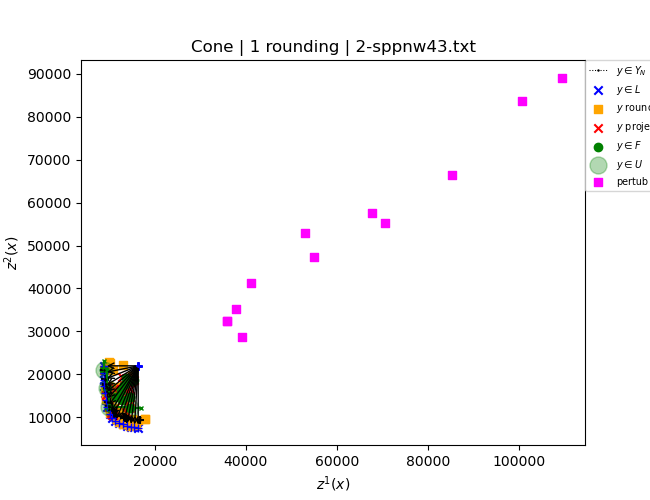 Cone | 1 rounding | 2-sppnw43.txt
90000
80000
70000
60000
50000
40000
30000
20000
10000
z²(x)
20000 40000 60000 80000 100000
z¹(x)
y ∈ Y_N
y ∈ L
y roun
y proje
y ∈ F
y ∈ U
pertub